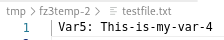 tmp > fz3temp-2 > testfile.txt
1 Var5: This-is-my-var-4